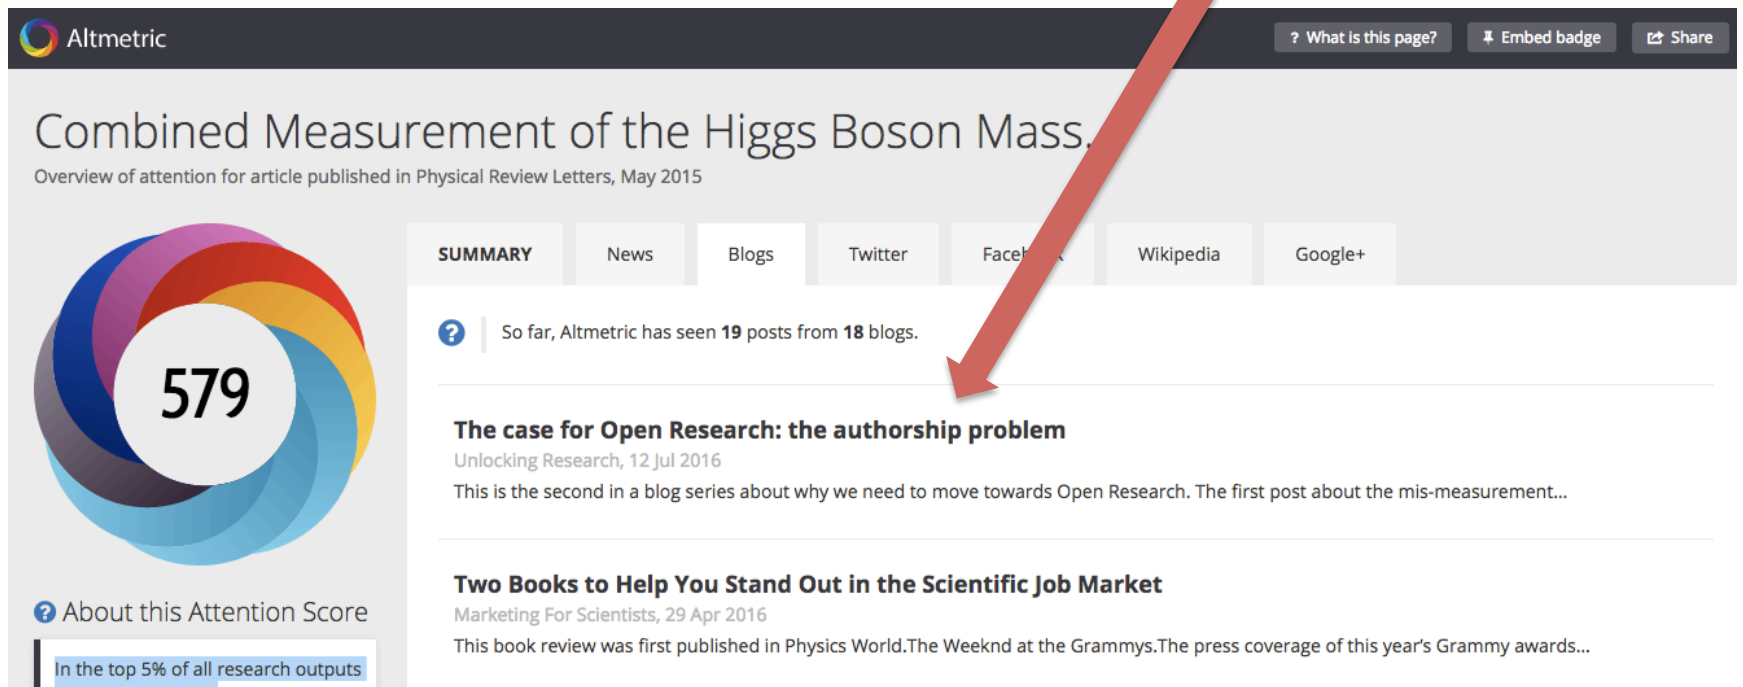 Altmetric
? What is this page?
Embed badge
Share
Combined Measurement of the Higgs Boson Mass.
Overview of attention for article published in Physical Review Letters, May 2015
SUMMARY
News
Blogs
Twitter
Wikipedia
Google+
579
? So far, Altmetric has seen 19 posts from 18 blogs.
The case for Open Research: the authorship problem
Unlocking Research, 12 Jul 2016
This is the second in a blog series about why we need to move towards Open Research. The first post about the mis-measurement...
Two Books to Help You Stand Out in the Scientific Job Market
Marketing For Scientists, 29 Apr 2016
This book review was first published in Physics World.The Weeknd at the Grammys.The press coverage of this year's Grammy awards...
? About this Attention Score
In the top 5% of all research outputs